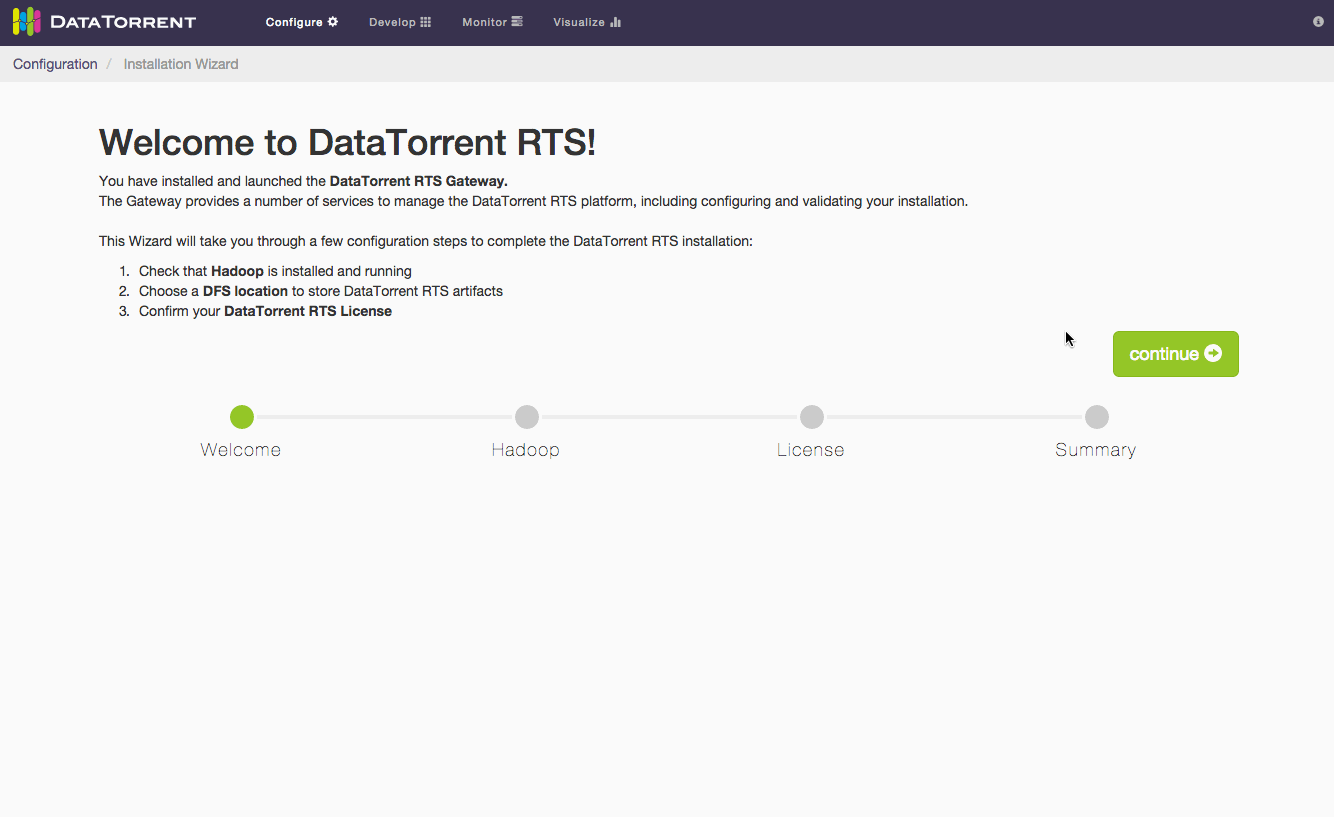 DATATORRENT Configure Develop Monitor Visualize
Configuration / Installation Wizard
Welcome to DataTorrent RTS!
You have installed and launched the DataTorrent RTS Gateway.
The Gateway provides a number of services to manage the DataTorrent RTS platform, including configuring and validating your installation.
This Wizard will take you through a few configuration steps to complete the DataTorrent RTS installation:
1. Check that Hadoop is installed and running
2. Choose a DFS location to store DataTorrent RTS artifacts
3. Confirm your DataTorrent RTS License
continue
Welcome Hadoop License Summary